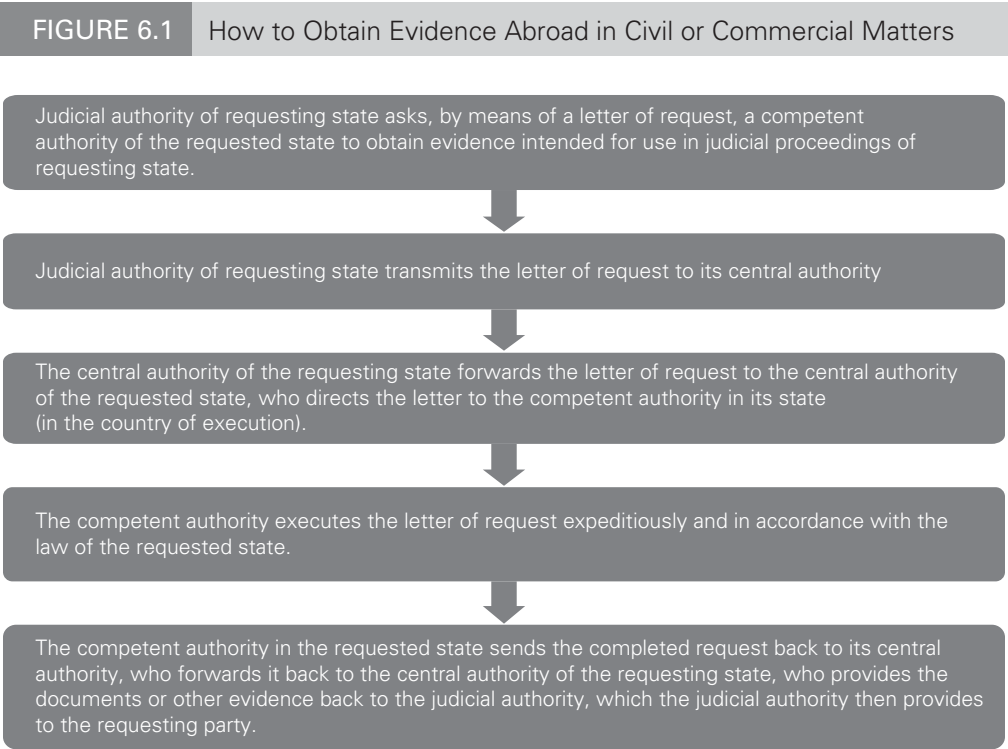 FIGURE 6.1 How to Obtain Evidence Abroad in Civil or Commercial Matters
Judicial authority of requesting state asks, by means of a letter of request, a competent
authority of the requested state to obtain evidence intended for use in judicial proceedings of
requesting state.
Judicial authority of requesting state transmits the letter of request to its central authority
The central authority of the requesting state forwards the letter of request to the central authority
of the requested state, who directs the letter to the competent authority in its state
(in the country of execution).
The competent authority executes the letter of request expeditiously and in accordance with the
law of the requested state.
The competent authority in the requested state sends the completed request back to its central
authority, who forwards it back to the central authority of the requesting state, who provides the
documents or other evidence back to the judicial authority, which the judicial authority then provides
to the requesting party.